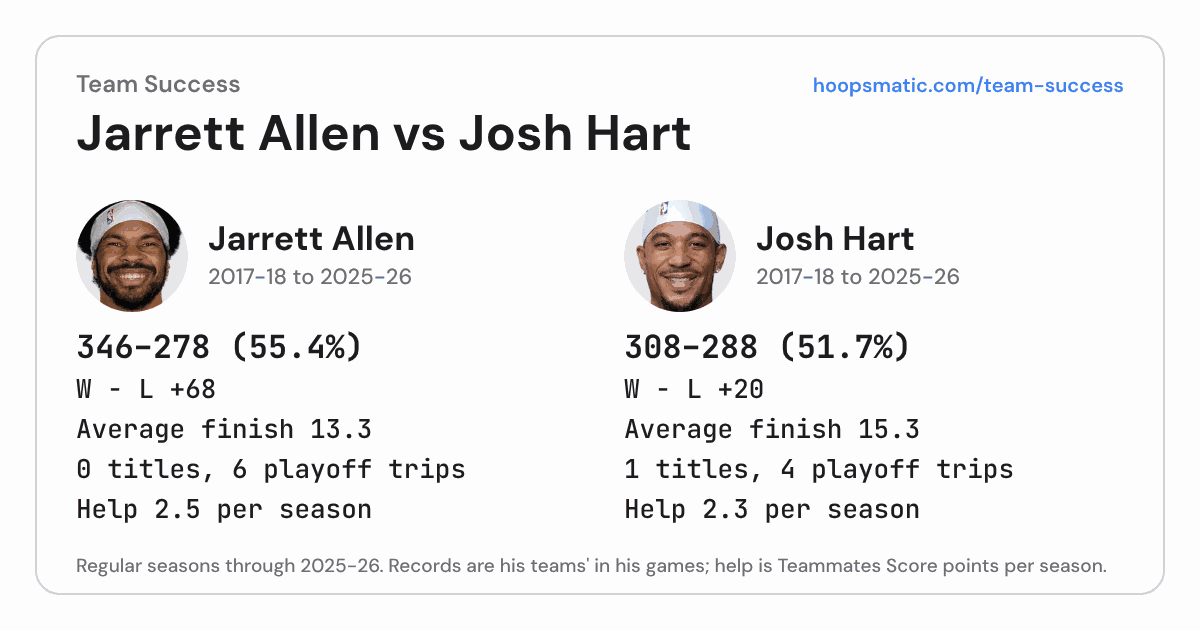 Team Success
hoopsmatic.com/team-success
Jarrett Allen vs Josh Hart
Jarrett Allen
2017-18 to 2025-26
346-278 (55.4%)
W - L +68
Average finish 13.3
0 titles, 6 playoff trips
Help 2.5 per season
Josh Hart
2017-18 to 2025-26
308-288 (51.7%)
W - L +20
Average finish 15.3
1 titles, 4 playoff trips
Help 2.3 per season
Regular seasons through 2025-26. Records are his teams' in his games; help is Teammates Score points per season.